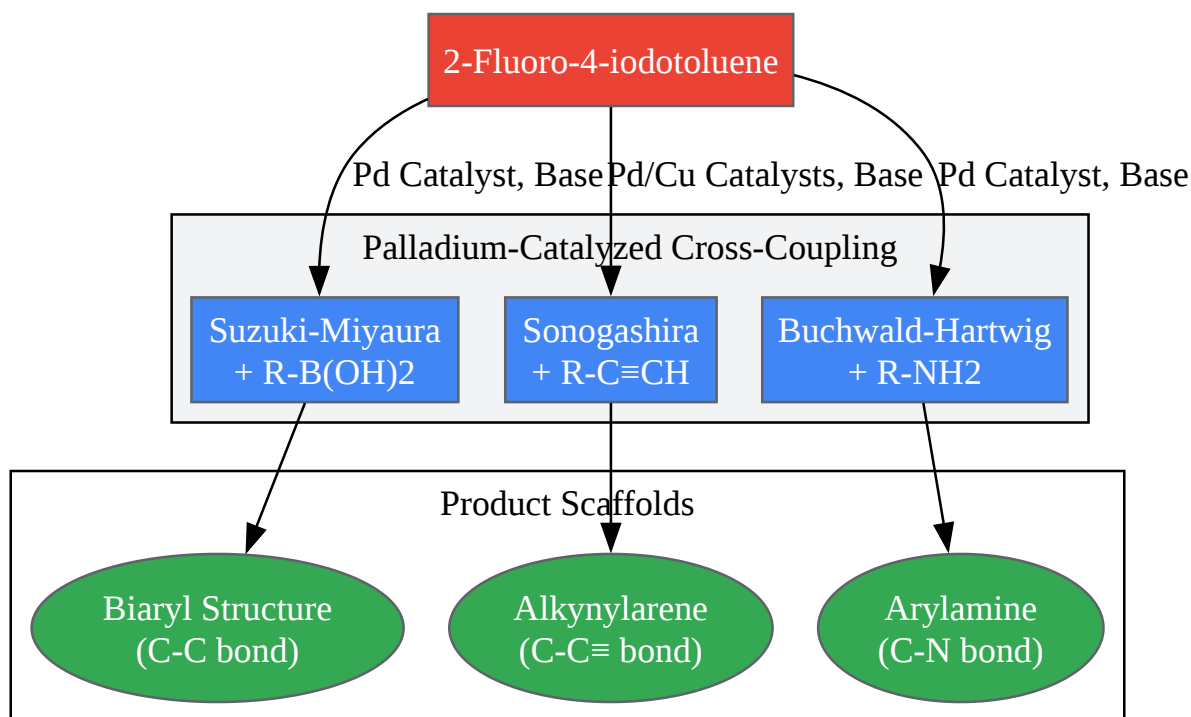 2-Fluoro-4-iodotoluene
Pd Catalyst, Base
Pd/Cu Catalysts, Base
Pd Catalyst, Base
Palladium-Catalyzed Cross-Coupling
Suzuki-Miyaura
+ R-B(OH)2
Sonogashira
+ R-C≡CH
Buchwald-Hartwig
+ R-NH2
Product Scaffolds
Biaryl Structure
(C-C bond)
Alkynylarene
(C-C≡ bond)
Arylamine
(C-N bond)